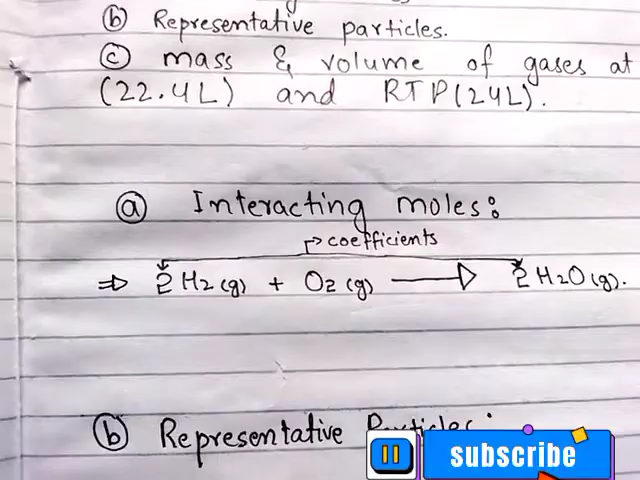 ⓑ Representative particles.
ⓒ mass & volume of gases at
(22.4L) and RTP(24L).
ⓐ Interacting moles:
→ coefficients
⇒ 2H2(g) + O2(g) ⟶ 2H2O(g).
ⓑ Representative Particles:
subscribe